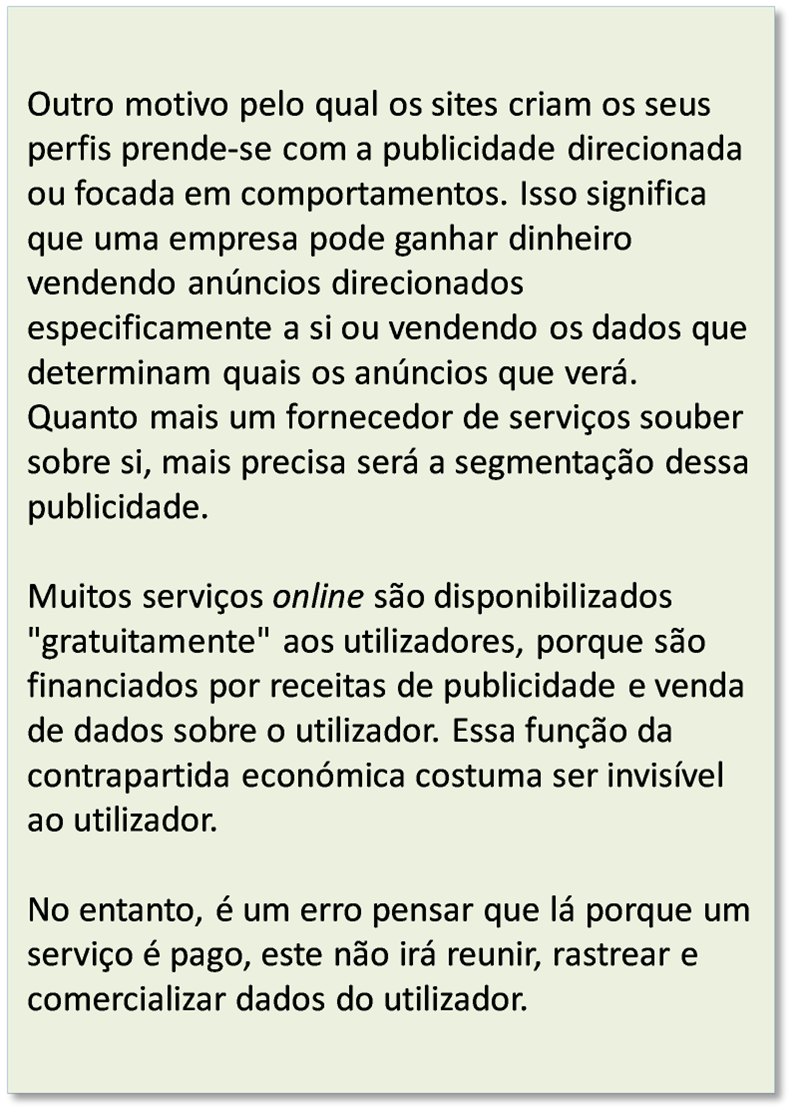 Outro motivo pelo qual os sites criam os seus
perfis prende-se com a publicidade direcionada
ou focada em comportamentos. Isso significa
que uma empresa pode ganhar dinheiro
vendendo anúncios direcionados
especificamente a si ou vendendo os dados que
determinam quais os anúncios que verá.
Quanto mais um fornecedor de serviços souber
sobre si, mais precisa será a segmentação dessa
publicidade.

Muitos serviços online são disponibilizados
"gratuitamente" aos utilizadores, porque são
financiados por receitas de publicidade e venda
de dados sobre o utilizador. Essa função da
contrapartida económica costuma ser invisível
ao utilizador.

No entanto, é um erro pensar que lá porque um
serviço é pago, este não irá reunir, rastrear e
comercializar dados do utilizador.